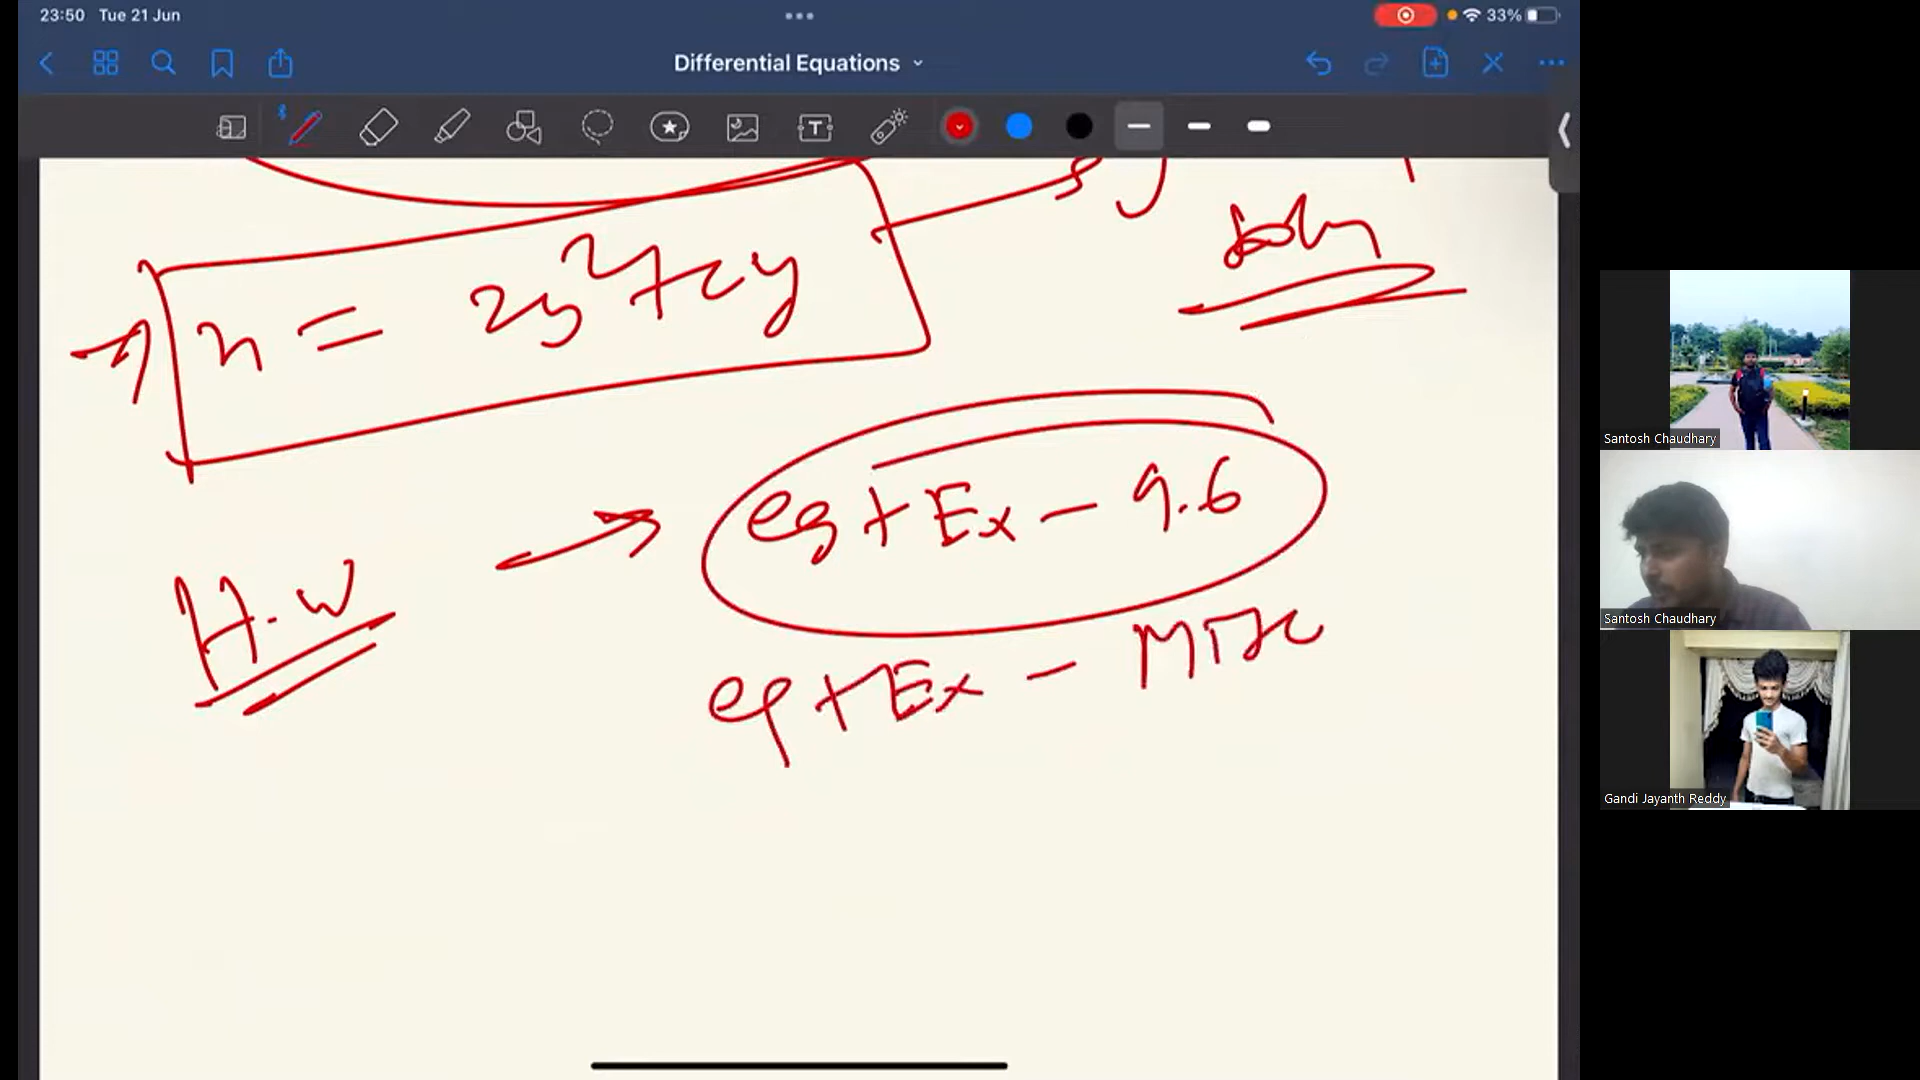 23:50 Tue 21 Jun
33%
Differential Equations
T
soln
x = 2y²+cy
eg + Ex - 9.6
H.W
eg + Ex -
Santosh Chaudhary
Santosh Chaudhary
Gandi Jayanth Reddy